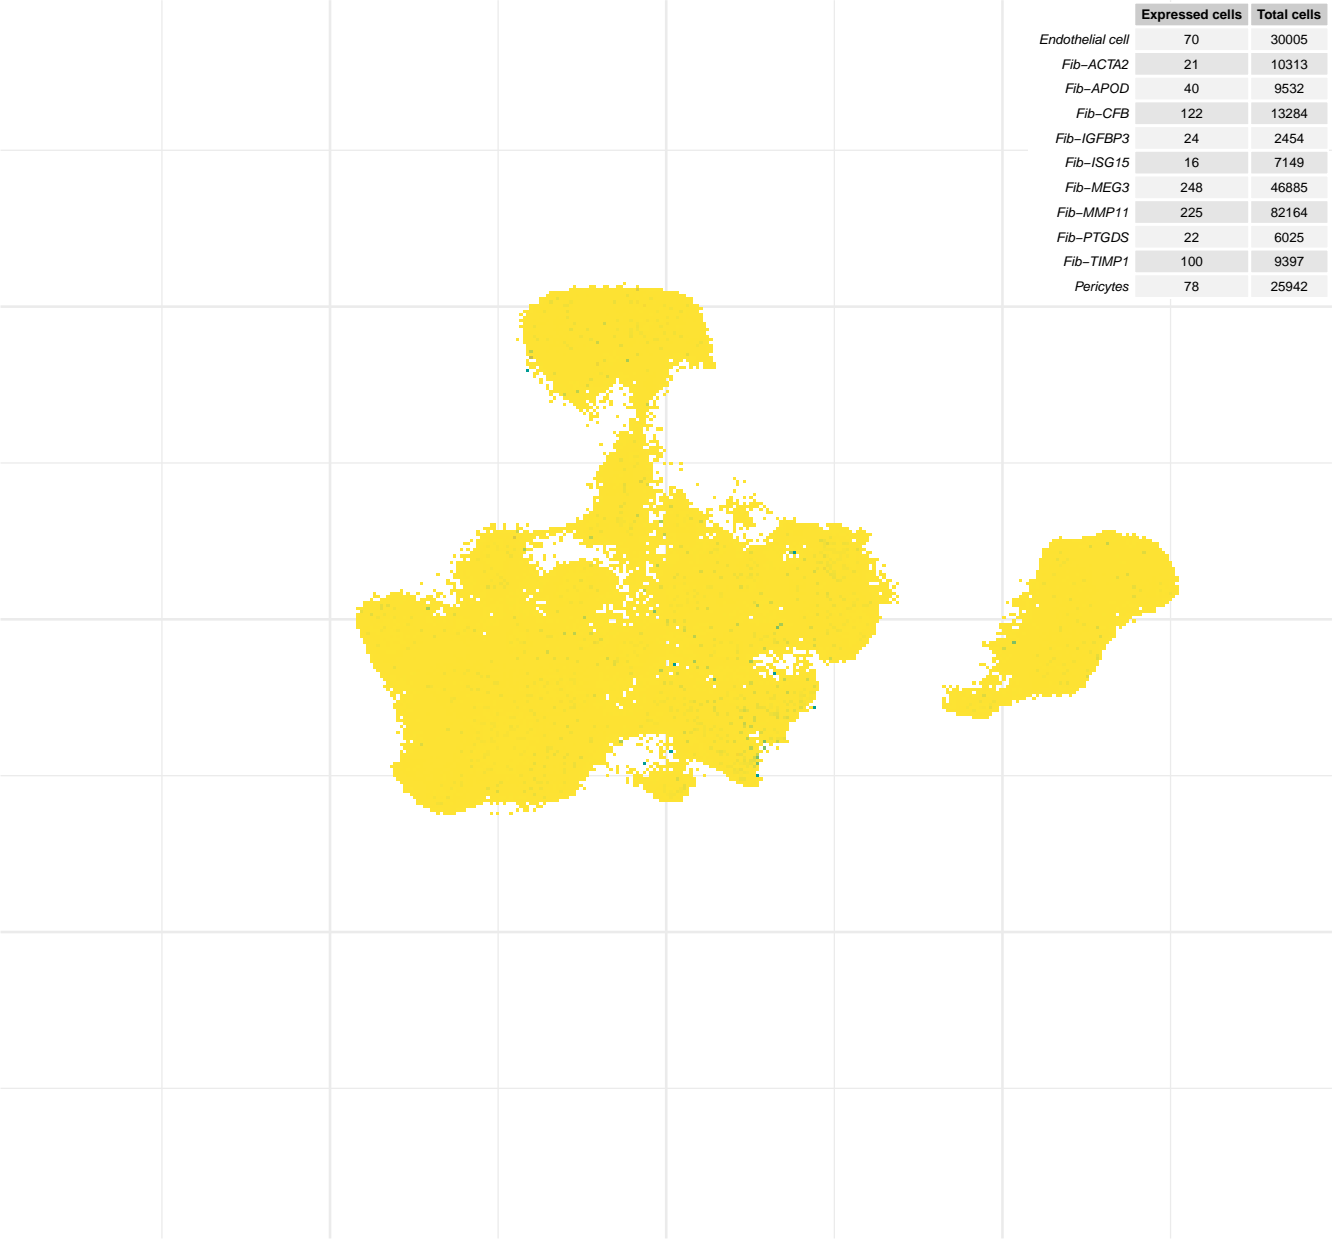 Expressed cells Total cells
Endothelial cell 70 30005
Fib−ACTA2 21 10313
Fib−APOD 40 9532
Fib−CFB 122 13284
Fib−IGFBP3 24 2454
Fib−ISG15 16 7149
Fib−MEG3 248 46885
Fib−MMP11 225 82164
Fib−PTGDS 22 6025
Fib−TIMP1 100 9397
Pericytes 78 25942